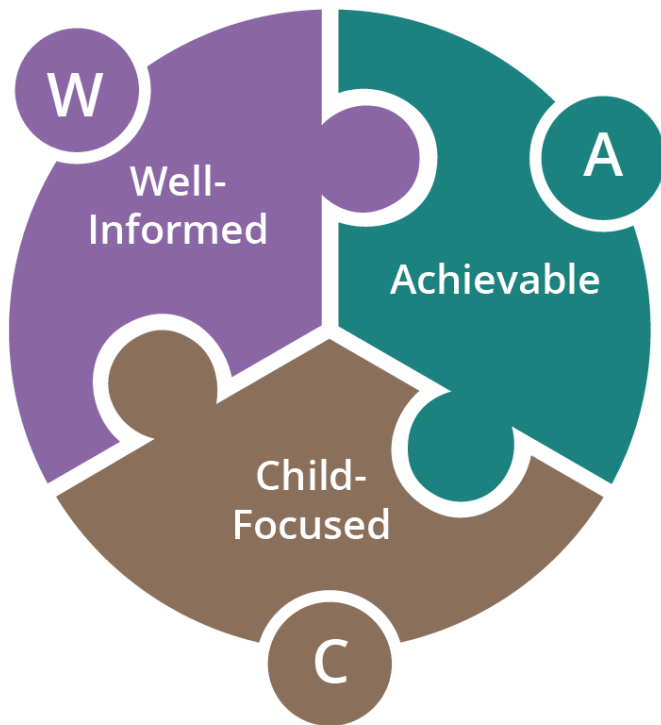 W
Well-
Informed
A
Achievable
Child-
Focused
C